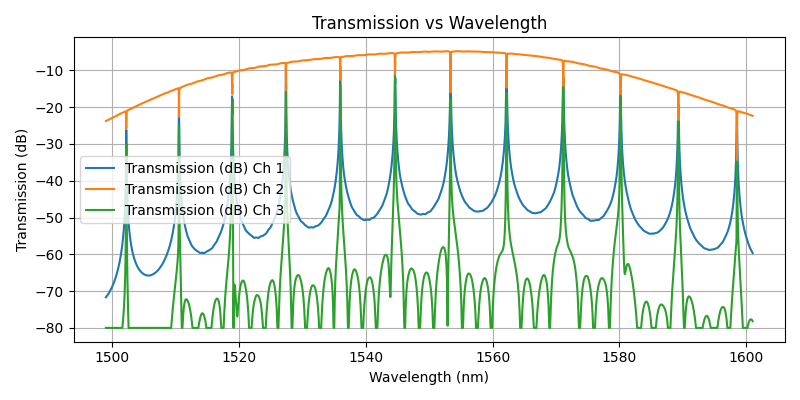 Transmission vs Wavelength
Transmission (dB)
−10
−20
−30
−40
−50
−60
−70
−80
Transmission (dB) Ch 1
Transmission (dB) Ch 2
Transmission (dB) Ch 3
1500
1520
1540
1560
1580
1600
Wavelength (nm)